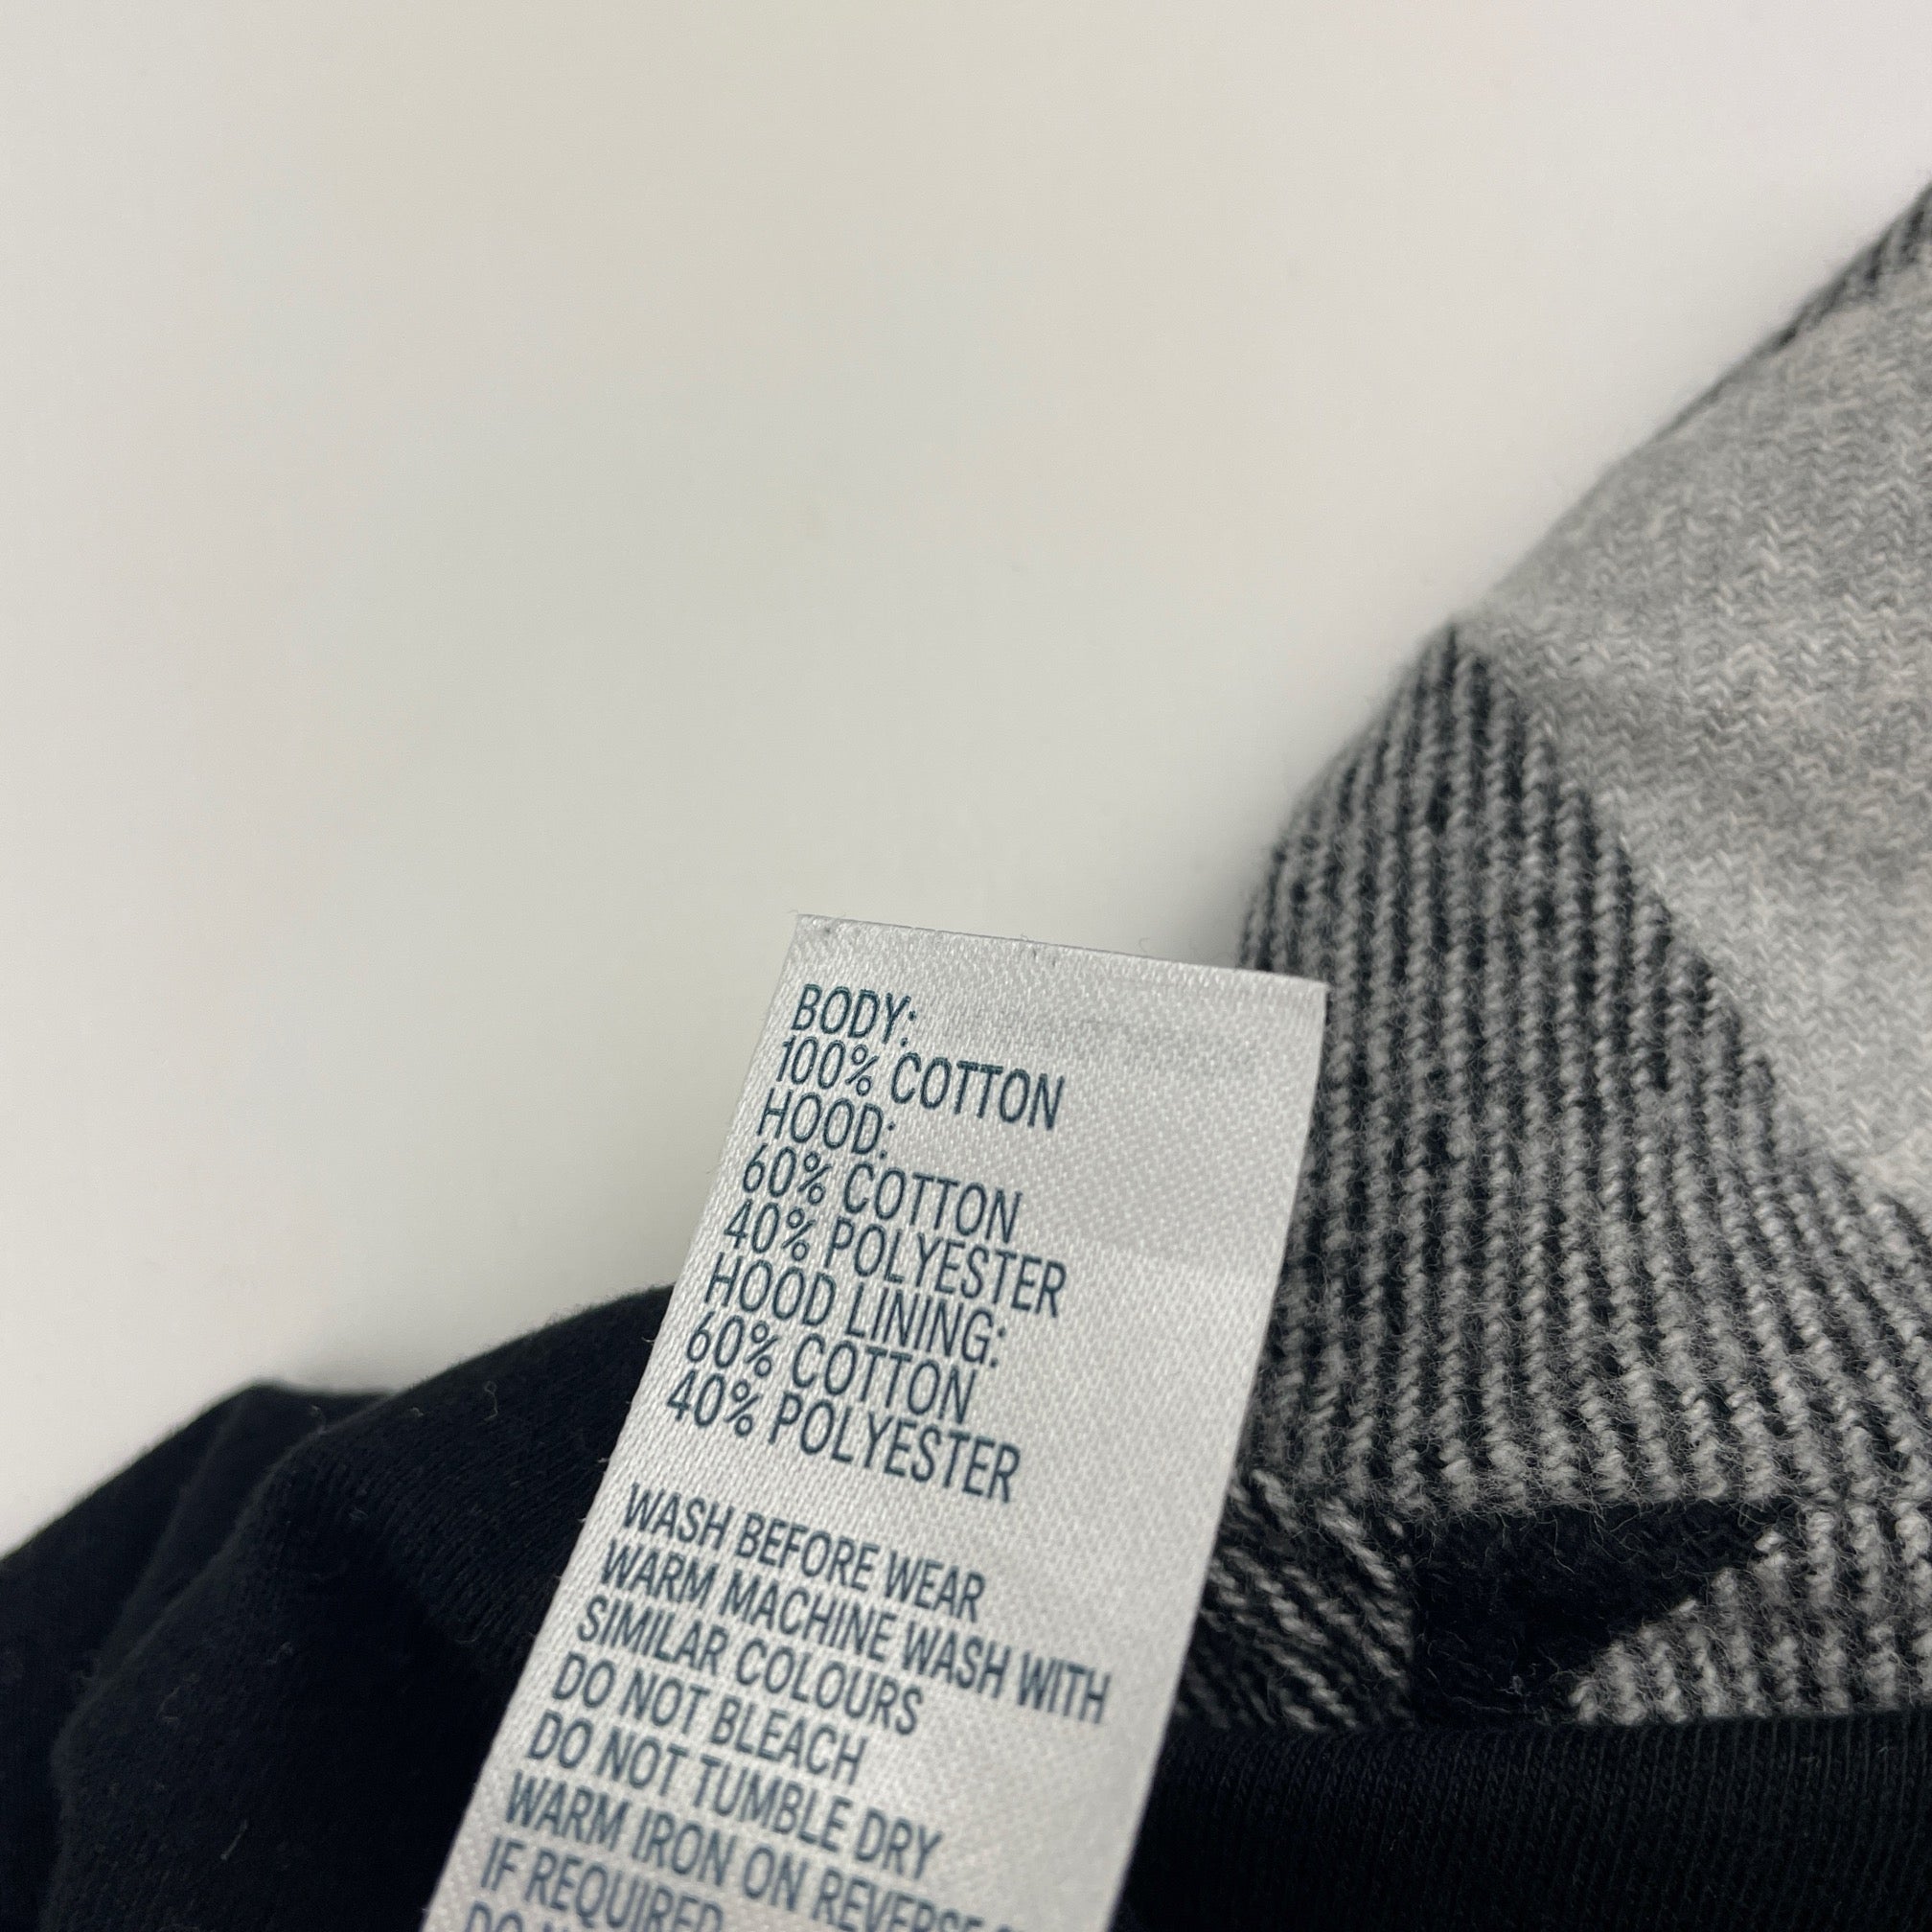 BODY:
100% COTTON
HOOD:
60% COTTON
40% POLYESTER
HOOD LINING:
60% COTTON
40% POLYESTER
WASH BEFORE WEAR
WARM MACHINE WASH WITH
SIMILAR COLOURS
DO NOT BLEACH
DO NOT TUMBLE DRY
WARM IRON ON REVERSE
IF REQUIRED
DO